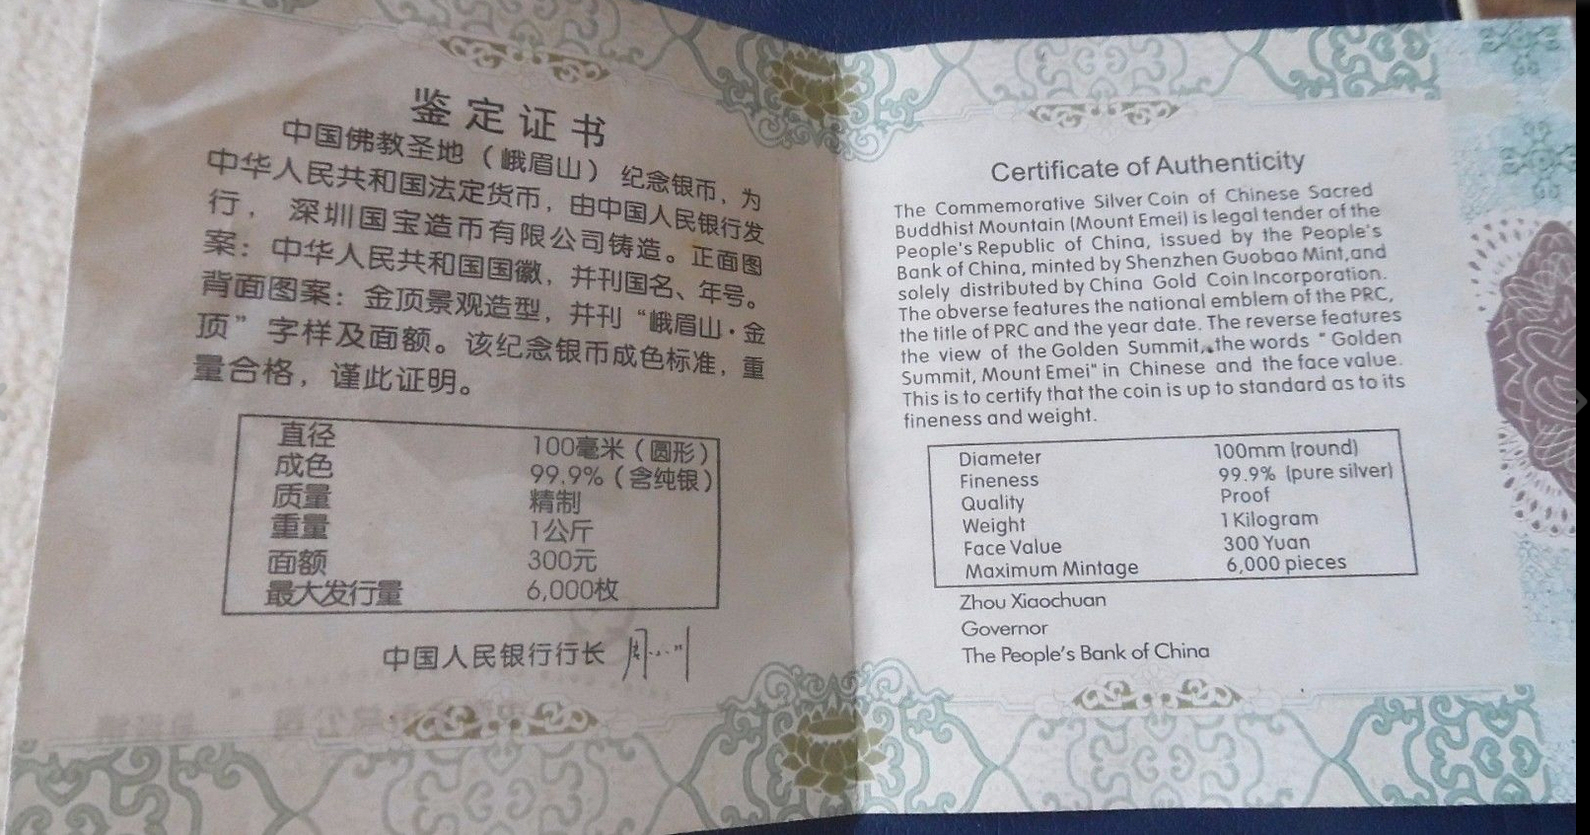 鉴定证书
中国佛教圣地（峨眉山）纪念银币，为
中华人民共和国法定货币，由中国人民银行发
行，深圳国宝造币有限公司铸造。正面图
案：中华人民共和国国徽，并刊国名、年号。
背面图案：金顶景观造型，并刊“峨眉山·金
顶”字样及面额。该纪念银币成色标准，重
量合格，谨此证明。
直径 100毫米（圆形）
成色 99.9%（含纯银）
质量 精制
重量 1公斤
面额 300元
最大发行量 6,000枚
中国人民银行行长
Certificate of Authenticity
The Commemorative Silver Coin of Chinese Sacred
Buddhist Mountain (Mount Emei) is legal tender of the
People's Republic of China, issued by the People's
Bank of China, minted by Shenzhen Guobao Mint,and
solely distributed by China Gold Coin Incorporation.
The obverse features the national emblem of the PRC,
the title of PRC and the year date. The reverse features
the view of the Golden Summit, the words "Golden
Summit, Mount Emei" in Chinese and the face value.
This is to certify that the coin is up to standard as to its
fineness and weight.
Diameter 100mm (round)
Fineness 99.9% (pure silver)
Quality Proof
Weight 1Kilogram
Face Value 300 Yuan
Maximum Mintage 6,000 pieces
Zhou Xiaochuan
Governor
The People's Bank of China